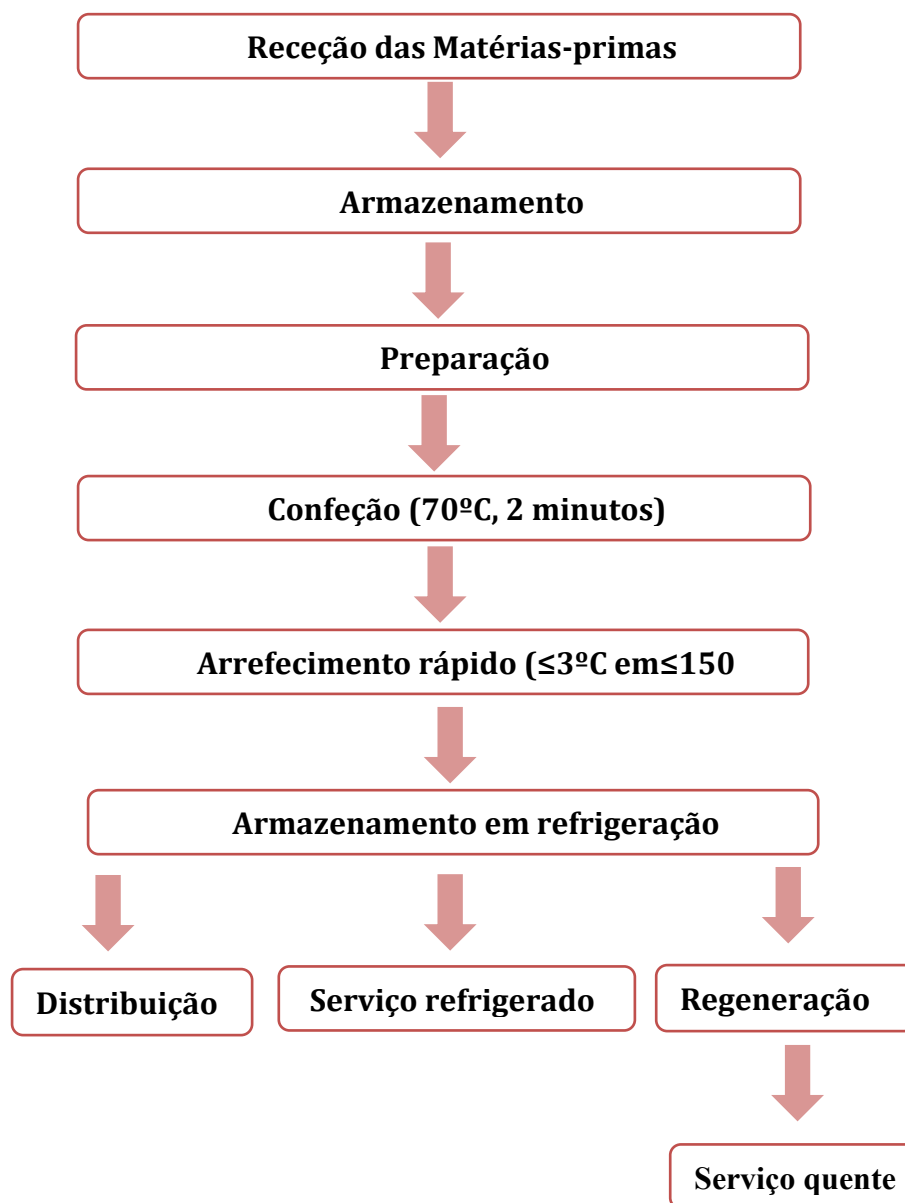 Receção das Matérias-primas
Armazenamento
Preparação
Confeção (70ºC, 2 minutos)
Arrefecimento rápido (≤3ºC em≤150
Armazenamento em refrigeração
Distribuição
Serviço refrigerado
Regeneração
Serviço quente